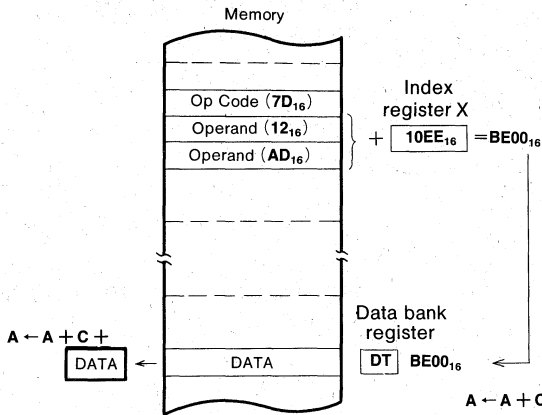 Memory
Op Code (7D₁₆)
Operand (12₁₆)
Operand (AD₁₆)
Index
register X
+ 10EE₁₆ =BE00₁₆
Data bank
register
A←A+C+
DATA ← DATA
DT BE00₁₆
A←A+C